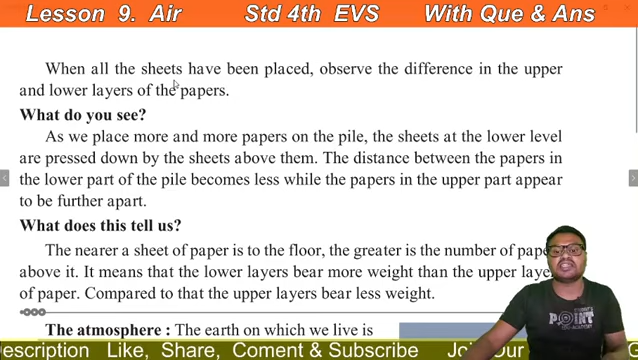 Lesson 9. Air Std 4th EVS With Que & Ans
When all the sheets have been placed, observe the difference in the upper
and lower layers of the papers.
What do you see?
As we place more and more papers on the pile, the sheets at the lower level
are pressed down by the sheets above them. The distance between the papers in
the lower part of the pile becomes less while the papers in the upper part appear
to be further apart.
What does this tell us?
The nearer a sheet of paper is to the floor, the greater is the number of
above it. It means that the lower layers bear more weight than the upper
of paper. Compared to that the upper layers bear less weight.
The atmosphere : The earth on which we live is
POINT
Like, Share, Coment & Subscribe Our